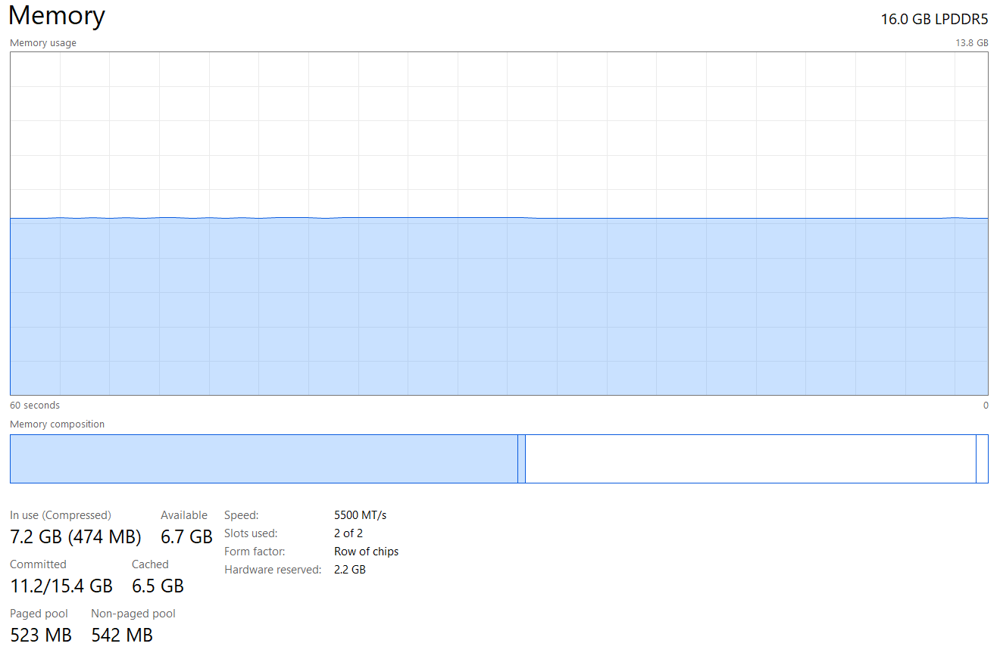 Memory
16.0 GB LPDDR5
Memory usage
13.8 GB
60 seconds
0
Memory composition
In use (Compressed)
7.2 GB (474 MB)
Available
6.7 GB
Committed
11.2/15.4 GB
Cached
6.5 GB
Paged pool
523 MB
Non-paged pool
542 MB
Speed: 5500 MT/s
Slots used: 2 of 2
Form factor: Row of chips
Hardware reserved: 2.2 GB